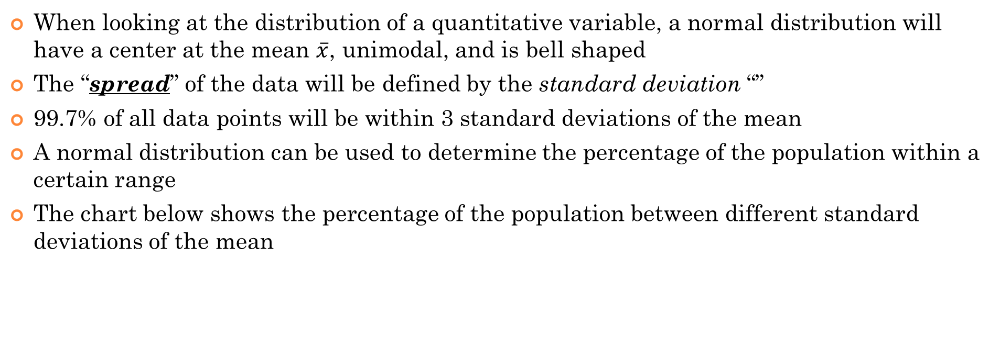 When looking at the distribution of a quantitative variable, a normal distribution will
have a center at the mean x̄, unimodal, and is bell shaped
The “spread” of the data will be defined by the standard deviation “”
99.7% of all data points will be within 3 standard deviations of the mean
A normal distribution can be used to determine the percentage of the population within a
certain range
The chart below shows the percentage of the population between different standard
deviations of the mean